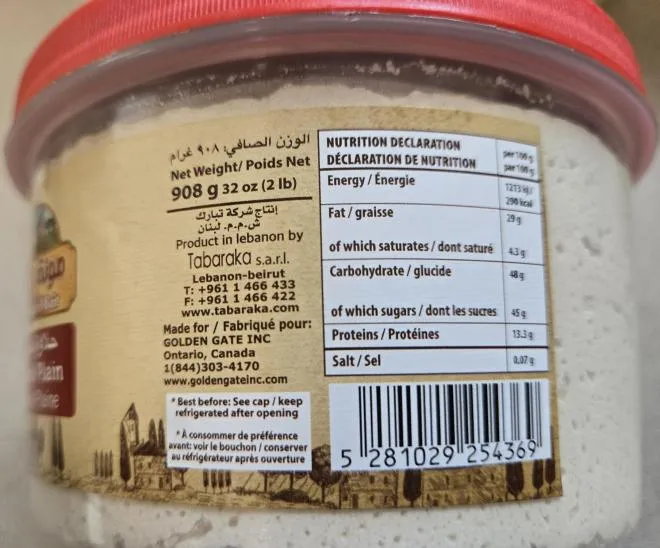 الوزن الصافي: ٩٠٨ غرام
Net Weight/ Poids Net
908 g 32 oz (2 lb)
إنتاج شركة تبارك
ش.م.م. لبنان
Product in lebanon by
Tabaraka s.a.r.l.
Lebanon-beirut
T: +961 1 466 433
F: +961 1 466 422
www.tabaraka.com
Made for / Fabriqué pour:
GOLDEN GATE INC
Ontario, Canada
1(844)303-4170
www.goldengateinc.com
* Best before: See cap / keep
refrigerated after opening
* À consommer de préférence
avant: voir le bouchon / conserver
au réfrigérateur après ouverture
NUTRITION DECLARATION per 100 g
DÉCLARATION DE NUTRITION per 100 g
Energy / Énergie 1213 kj/
290 kcal
Fat / graisse 29 g
of which saturates / dont saturé 4.3 g
Carbohydrate / glucide 48 g
of which sugars / dont les sucres 45 g
Proteins / Protéines 13.3 g
Salt / Sel 0.07 g
5 281029 254369
Plain